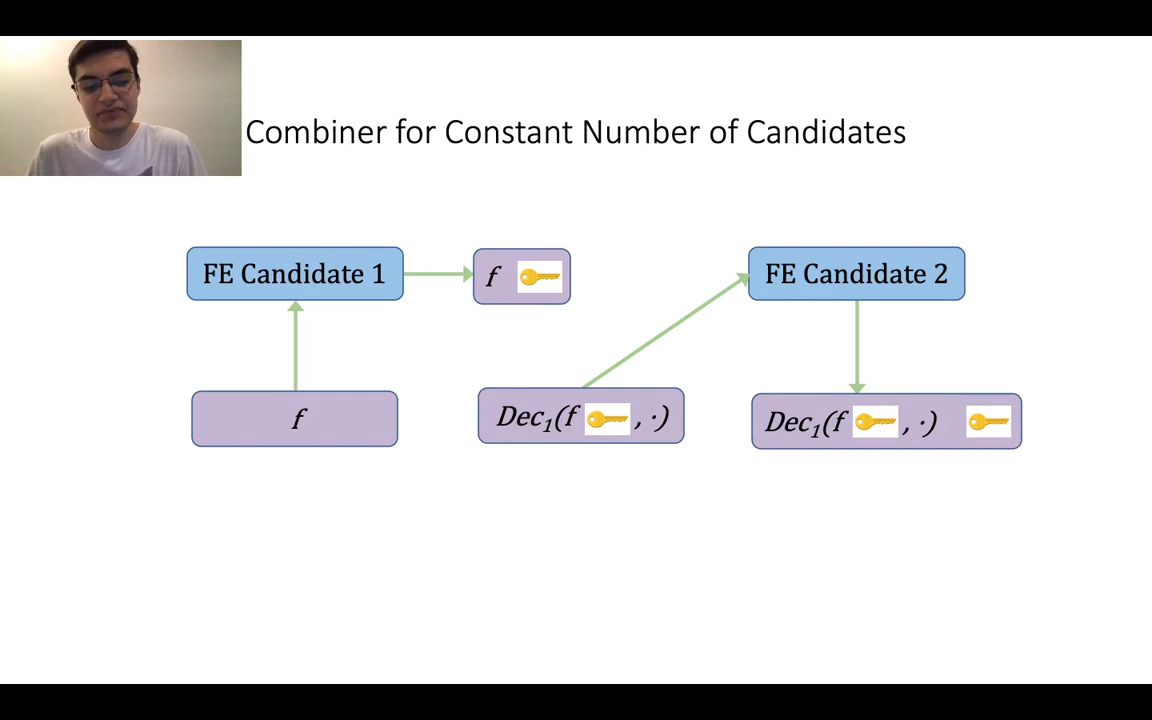 Combiner for Constant Number of Candidates
FE Candidate 1
f
FE Candidate 2
f
Dec₁(f , ·)
Dec₁(f , ·)